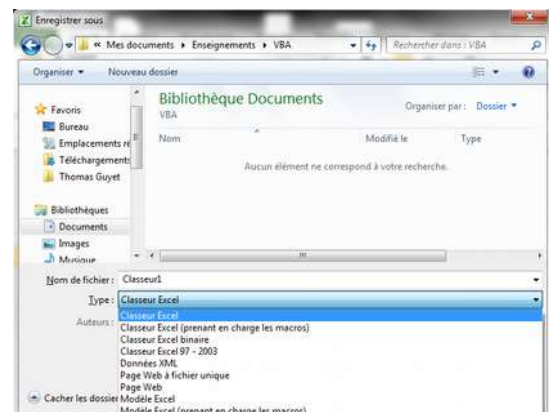 Enregistrer sous
« Mes documents ▸ Enseignements ▸ VBA
Rechercher dans : VBA
Organiser
Nouveau dossier
Favoris
Bureau
Emplacements ré
Téléchargements
Thomas Guyet
Bibliothèques
Documents
Images
Musique
Bibliothèque Documents
VBA
Organiser par : Dossier
Nom
Modifié le
Type
Aucun élément ne correspond à votre recherche.
Nom de fichier : Classeur1
Type : Classeur Excel
Auteurs :
Classeur Excel
Classeur Excel (prenant en charge les macros)
Classeur Excel binaire
Classeur Excel 97 - 2003
Données XML
Page Web à fichier unique
Page Web
Modèle Excel
Modèle Excel (prenant en charge les macros)
Cacher les dossier